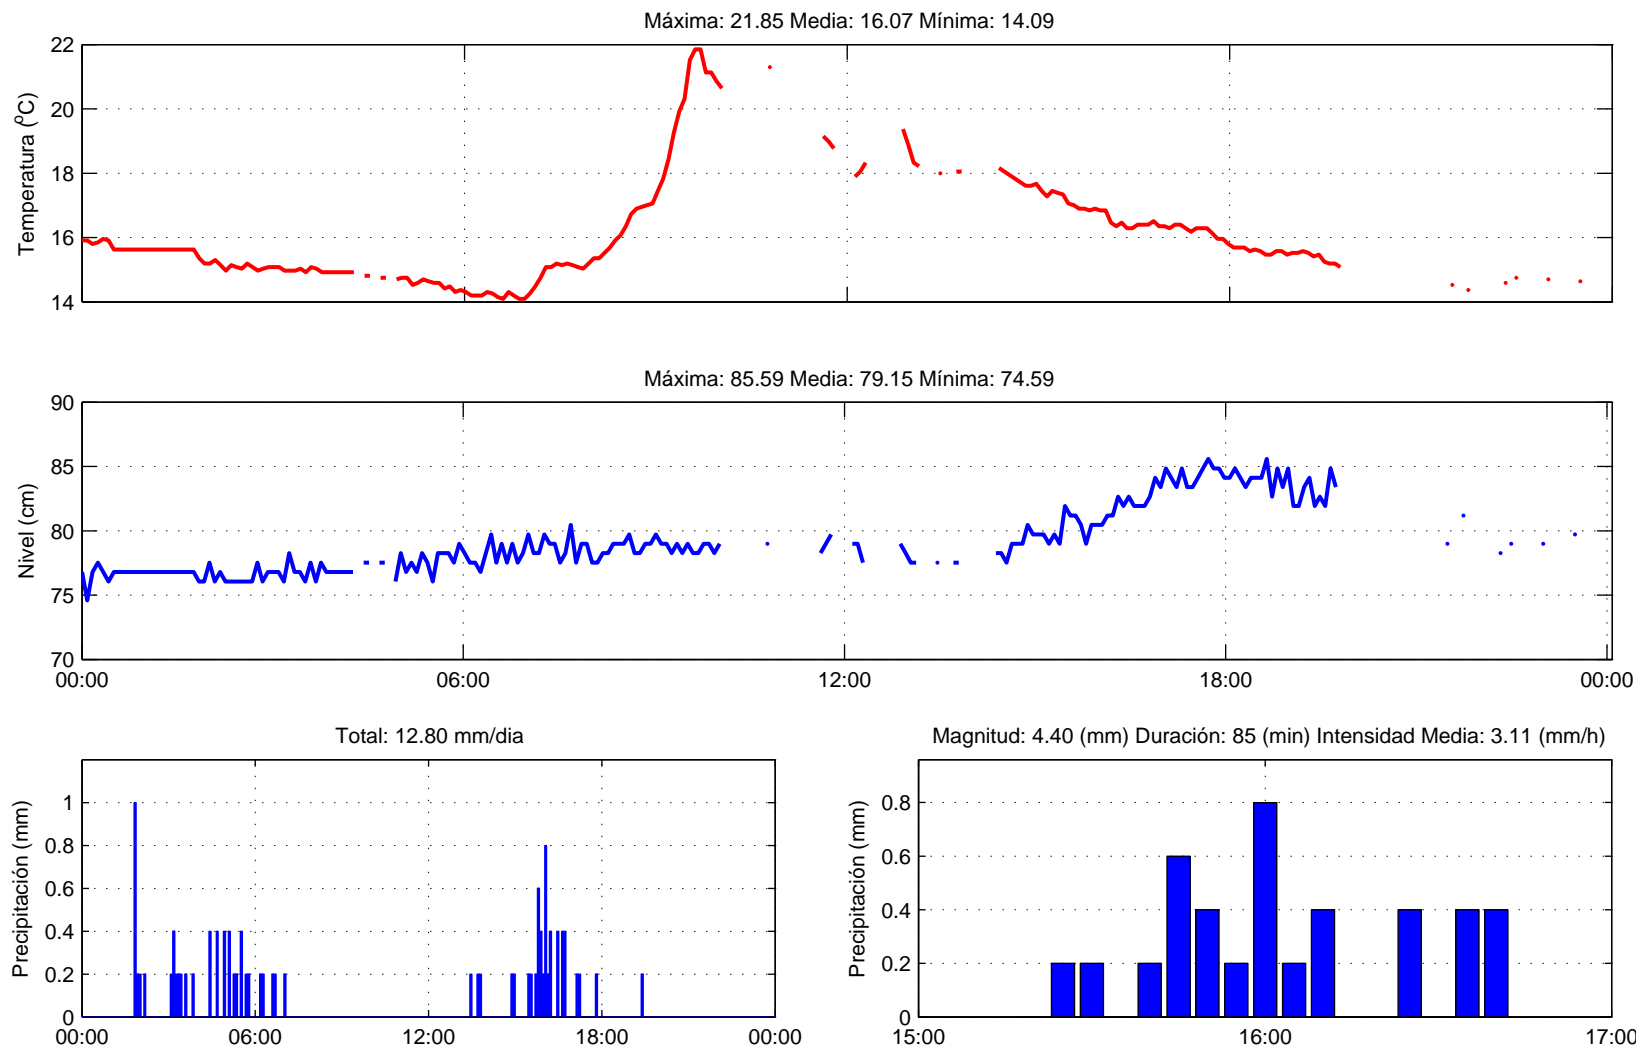 Máxima: 21.85 Media: 16.07 Mínima: 14.09
Temperatura (ºC)
22
20
18
16
14
Máxima: 85.59 Media: 79.15 Mínima: 74.59
Nivel (cm)
90
85
80
75
70
00:00 06:00 12:00 18:00 00:00
Total: 12.80 mm/dia
Precipitación (mm)
1
0.8
0.6
0.4
0.2
0
00:00 06:00 12:00 18:00 00:00
Magnitud: 4.40 (mm) Duración: 85 (min) Intensidad Media: 3.11 (mm/h)
Precipitación (mm)
0.8
0.6
0.4
0.2
0
15:00 16:00 17:00